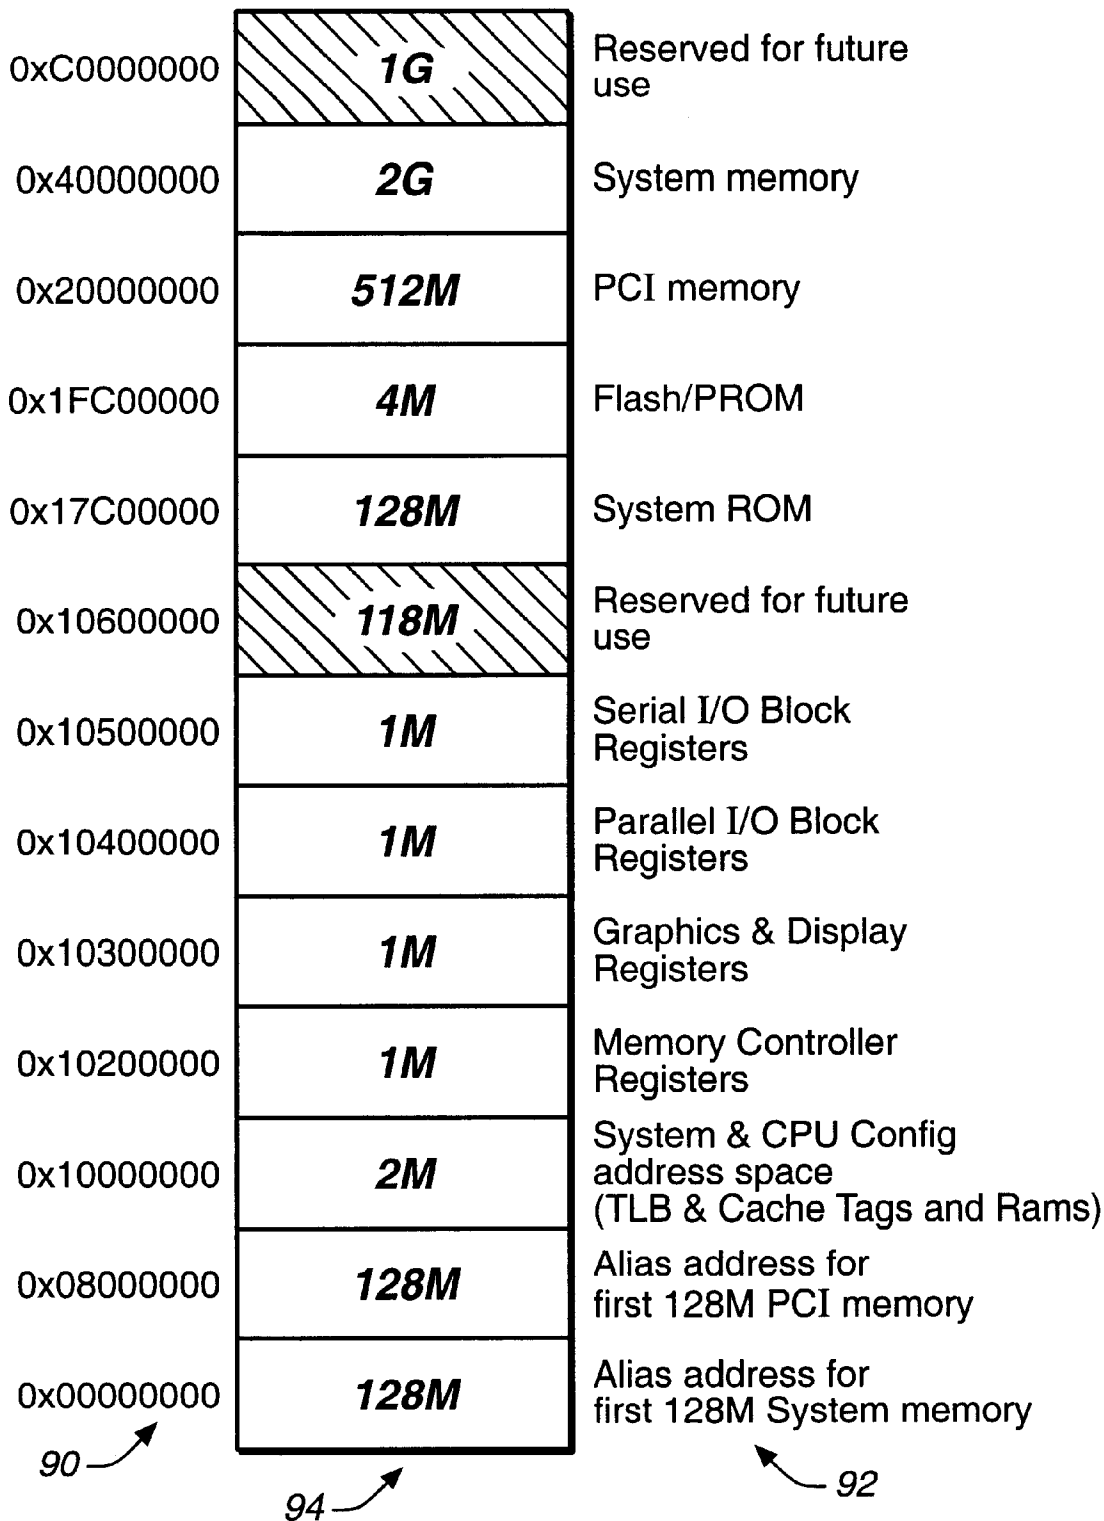 0xC0000000 1G Reserved for future
use
0x40000000 2G System memory
0x20000000 512M PCI memory
0x1FC00000 4M Flash/PROM
0x17C00000 128M System ROM
0x10600000 118M Reserved for future
use
0x10500000 1M Serial I/O Block
Registers
0x10400000 1M Parallel I/O Block
Registers
0x10300000 1M Graphics & Display
Registers
0x10200000 1M Memory Controller
Registers
0x10000000 2M System & CPU Config
address space
(TLB & Cache Tags and Rams)
0x08000000 128M Alias address for
first 128M PCI memory
0x00000000 128M Alias address for
first 128M System memory
90 94 92